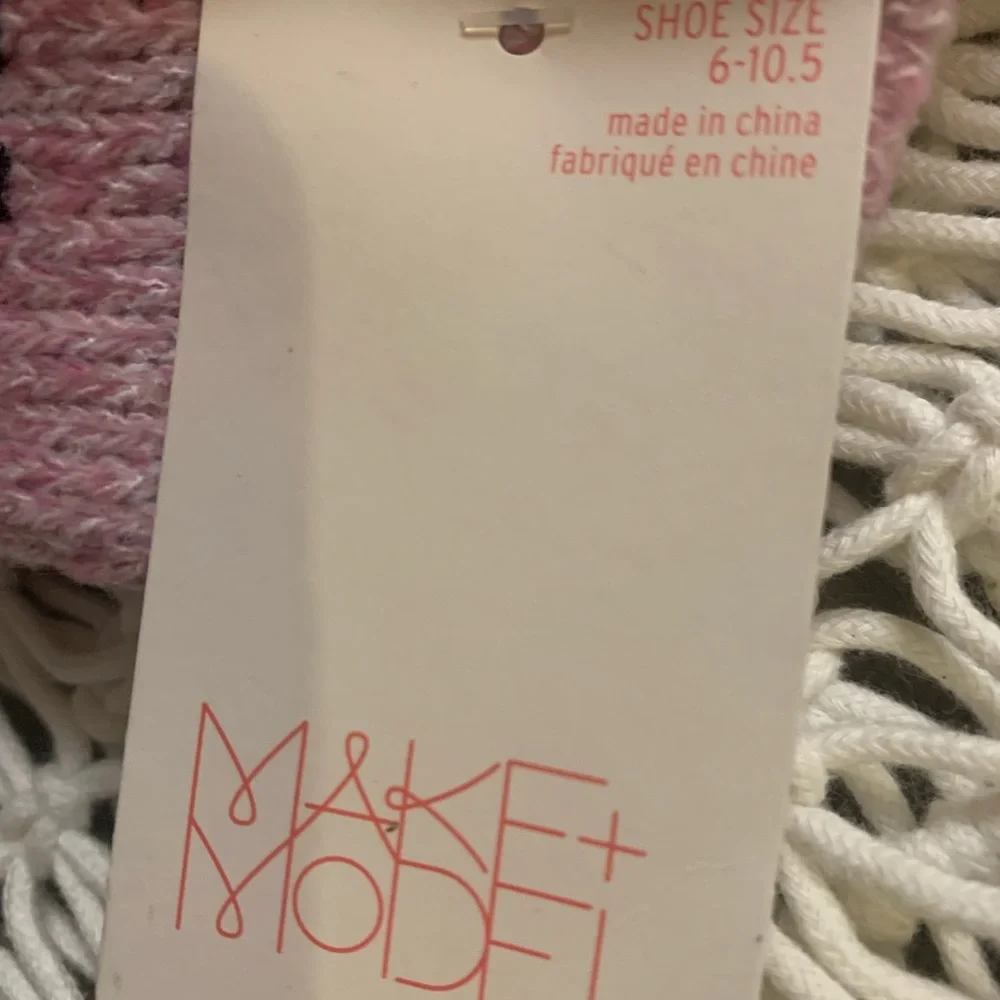 SHOE SIZE
6-10.5
made in china
fabriqué en chine
MAKE+
MODEL